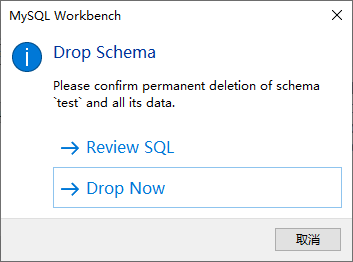 MySQL Workbench
Drop Schema
Please confirm permanent deletion of schema
`test` and all its data.
Review SQL
Drop Now
取消